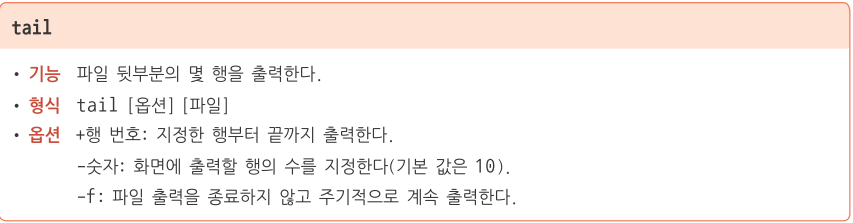 tail
• 기능 파일 뒷부분의 몇 행을 출력한다.
• 형식 tail [옵션] [파일]
• 옵션 +행 번호: 지정한 행부터 끝까지 출력한다.
-숫자: 화면에 출력할 행의 수를 지정한다(기본 값은 10).
-f: 파일 출력을 종료하지 않고 주기적으로 계속 출력한다.